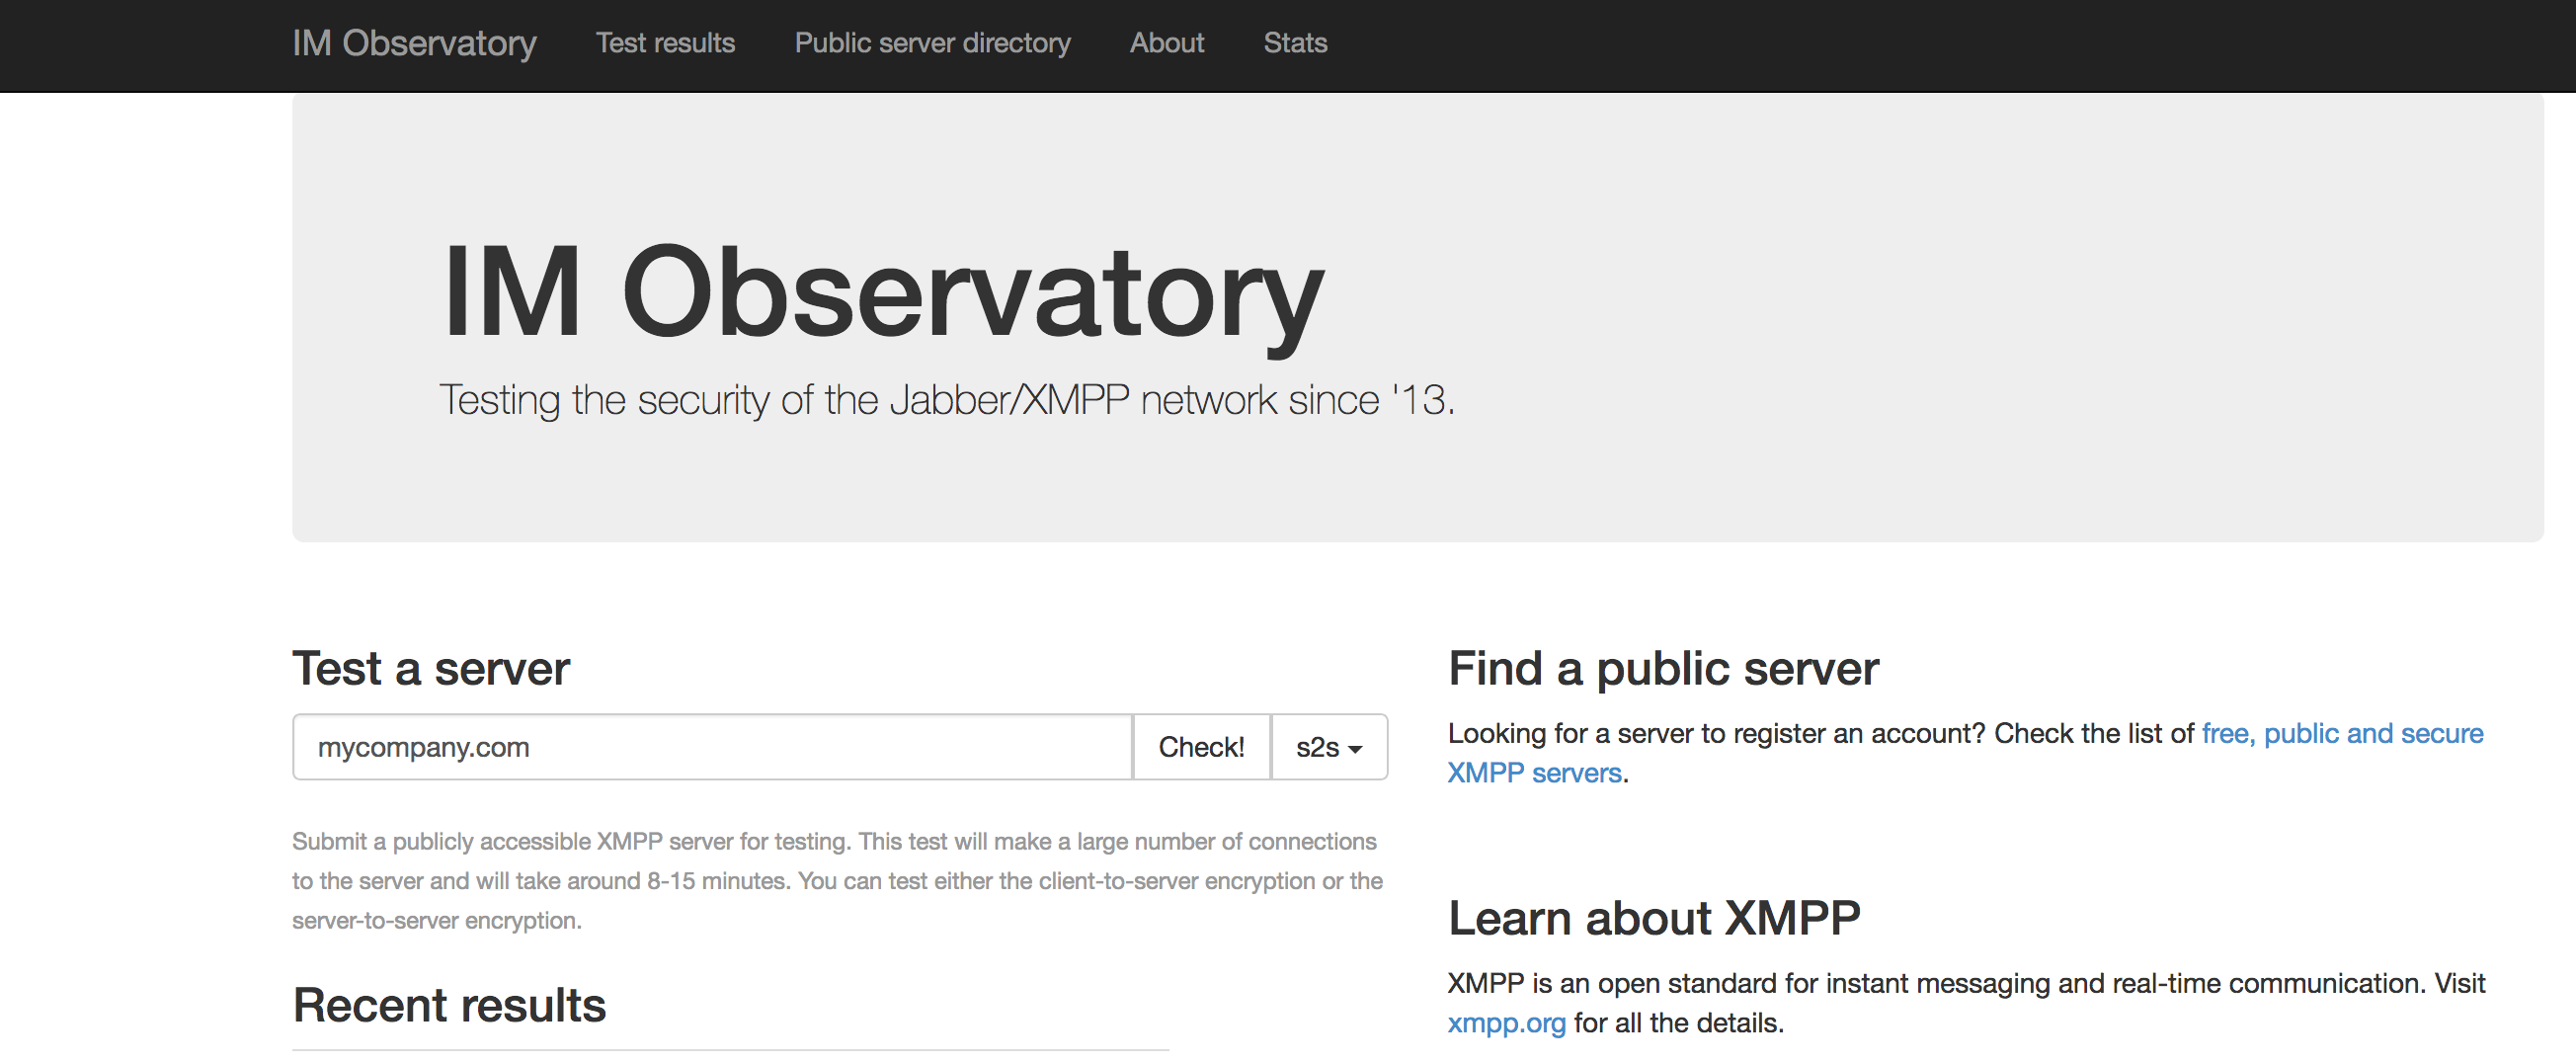 IM Observatory Test results Public server directory About Stats
IM Observatory
Testing the security of the Jabber/XMPP network since '13.
Test a server
mycompany.com Check! s2s
Submit a publicly accessible XMPP server for testing. This test will make a large number of connections
to the server and will take around 8-15 minutes. You can test either the client-to-server encryption or the
server-to-server encryption.
Recent results
Find a public server
Looking for a server to register an account? Check the list of free, public and secure
XMPP servers.
Learn about XMPP
XMPP is an open standard for instant messaging and real-time communication. Visit
xmpp.org for all the details.